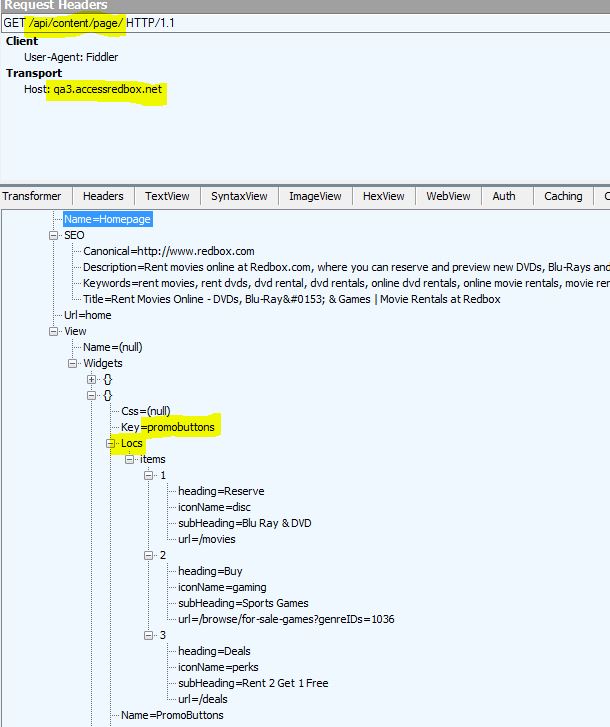 Request Headers
GET /api/content/page/ HTTP/1.1
Client
User-Agent: Fiddler
Transport
Host: qa3.accessredbox.net
Transformer Headers TextView SyntaxView ImageView HexView WebView Auth Caching C
Name=Homepage
SEO
Canonical=http://www.redbox.com
Description=Rent movies online at Redbox.com, where you can reserve and preview new DVDs, Blu-Rays and
Keywords=rent movies, rent dvds, dvd rental, dvd rentals, online dvd rentals, online movie rentals, movie ren
Title=Rent Movies Online - DVDs, Blu-Ray&#0153; & Games | Movie Rentals at Redbox
Url=home
View
Name=(null)
Widgets
{}
{}
Css=(null)
Key=promobuttons
Locs
items
1
heading=Reserve
iconName=disc
subHeading=Blu Ray & DVD
url=/movies
2
heading=Buy
iconName=gaming
subHeading=Sports Games
url=/browse/for-sale-games?genreIDs=1036
3
heading=Deals
iconName=perks
subHeading=Rent 2 Get 1 Free
url=/deals
Name=PromoButtons